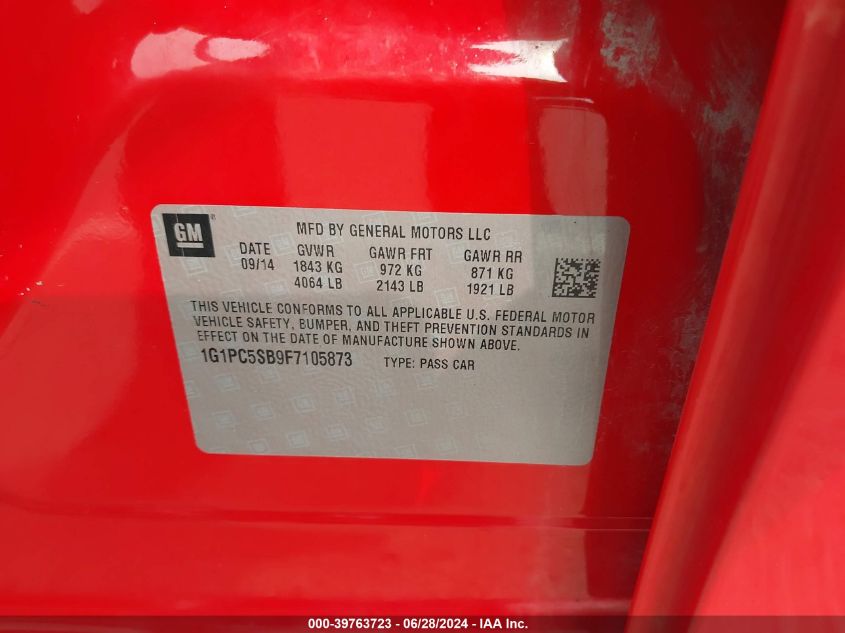 GM
MFD BY GENERAL MOTORS LLC
DATE GVWR GAWR FRT GAWR RR
09/14 1843 KG 972 KG 871 KG
4064 LB 2143 LB 1921 LB
THIS VEHICLE CONFORMS TO ALL APPLICABLE U.S. FEDERAL MOTOR
VEHICLE SAFETY, BUMPER, AND THEFT PREVENTION STANDARDS IN
EFFECT ON THE DATE OF MANUFACTURE SHOWN ABOVE.
1G1PC5SB9F7105873 TYPE: PASS CAR
000-39763723 - 06/28/2024 - IAA Inc.